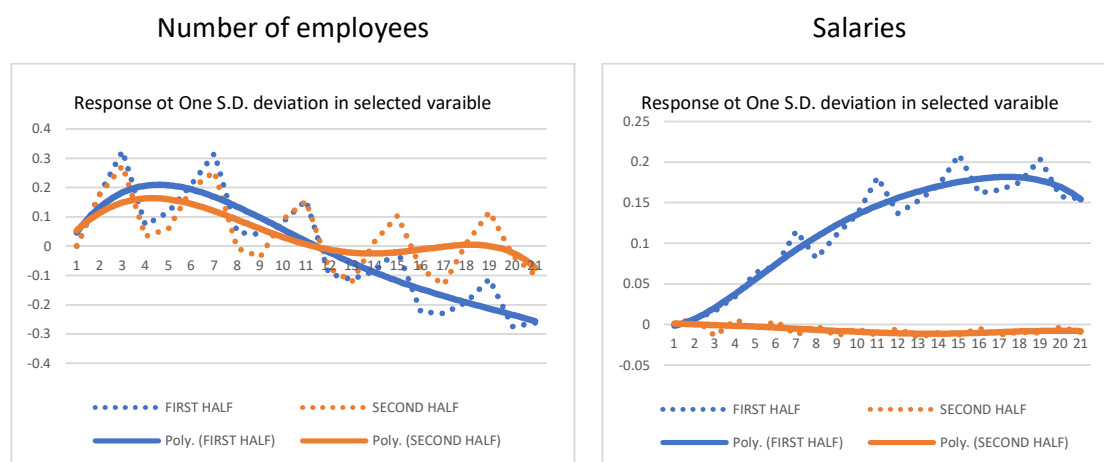 Number of employees
Response ot One S.D. deviation in selected varaible
0.4
0.3
0.2
0.1
0
-0.1
-0.2
-0.3
-0.4
1 2 3 4 5 6 7 8 9 10 11 12 13 14 15 16 17 18 19 20 21
FIRST HALF SECOND HALF
Poly. (FIRST HALF) Poly. (SECOND HALF)
Salaries
Response ot One S.D. deviation in selected varaible
0.25
0.2
0.15
0.1
0.05
0
-0.05
1 2 3 4 5 6 7 8 9 10 11 12 13 14 15 16 17 18 19 20 21
FIRST HALF SECOND HALF
Poly. (FIRST HALF) Poly. (SECOND HALF)